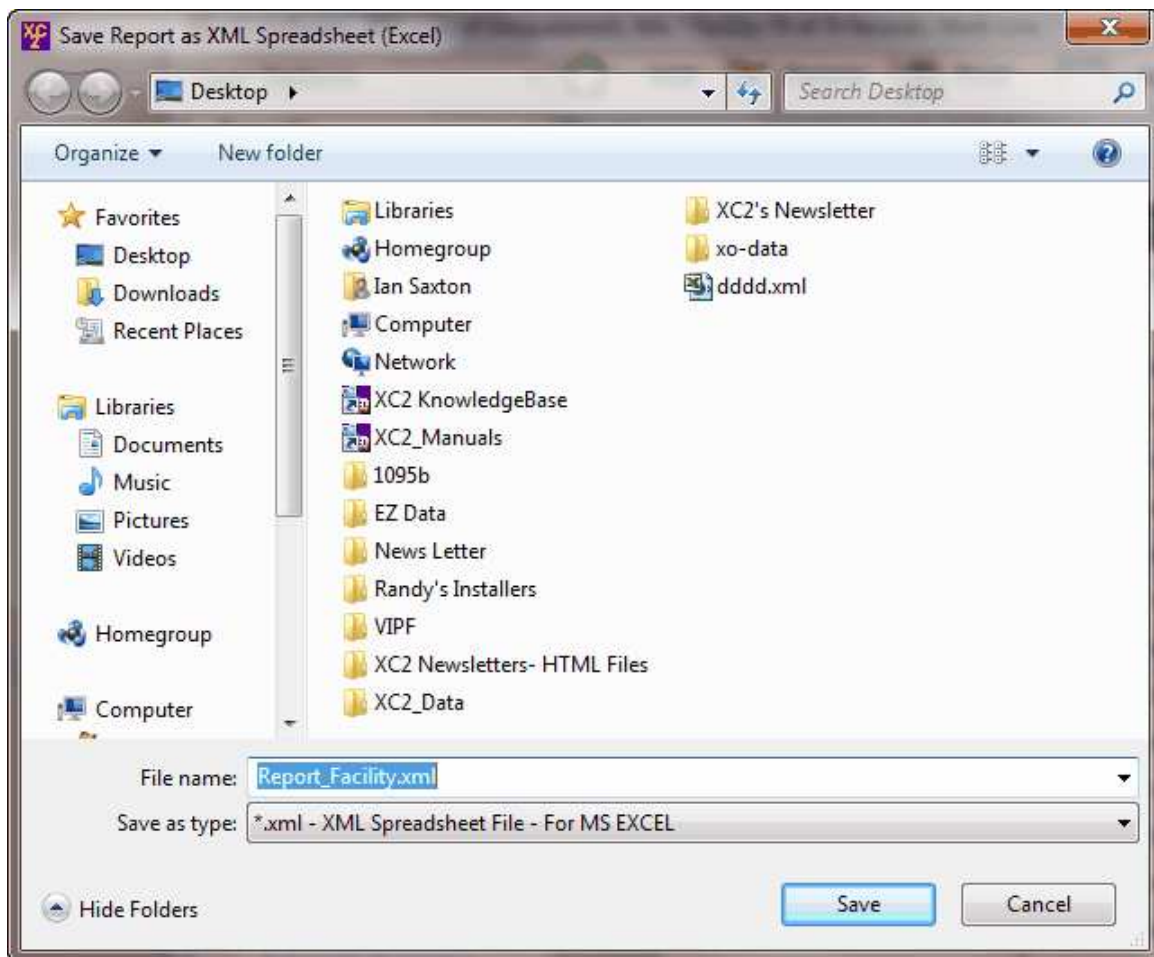 XC2
Save Report as XML Spreadsheet (Excel)
Desktop
Search Desktop
Organize
New folder
Favorites
Desktop
Downloads
Recent Places
Libraries
Documents
Music
Pictures
Videos
Homegroup
Computer
Libraries
Homegroup
Ian Saxton
Computer
Network
XC2 KnowledgeBase
XC2_Manuals
1095b
EZ Data
News Letter
Randy's Installers
VIPF
XC2 Newsletters- HTML Files
XC2_Data
XC2's Newsletter
xo-data
dddd.xml
File name: Report_Facility.xml
Save as type: *.xml - XML Spreadsheet File - For MS EXCEL
Hide Folders
Save
Cancel